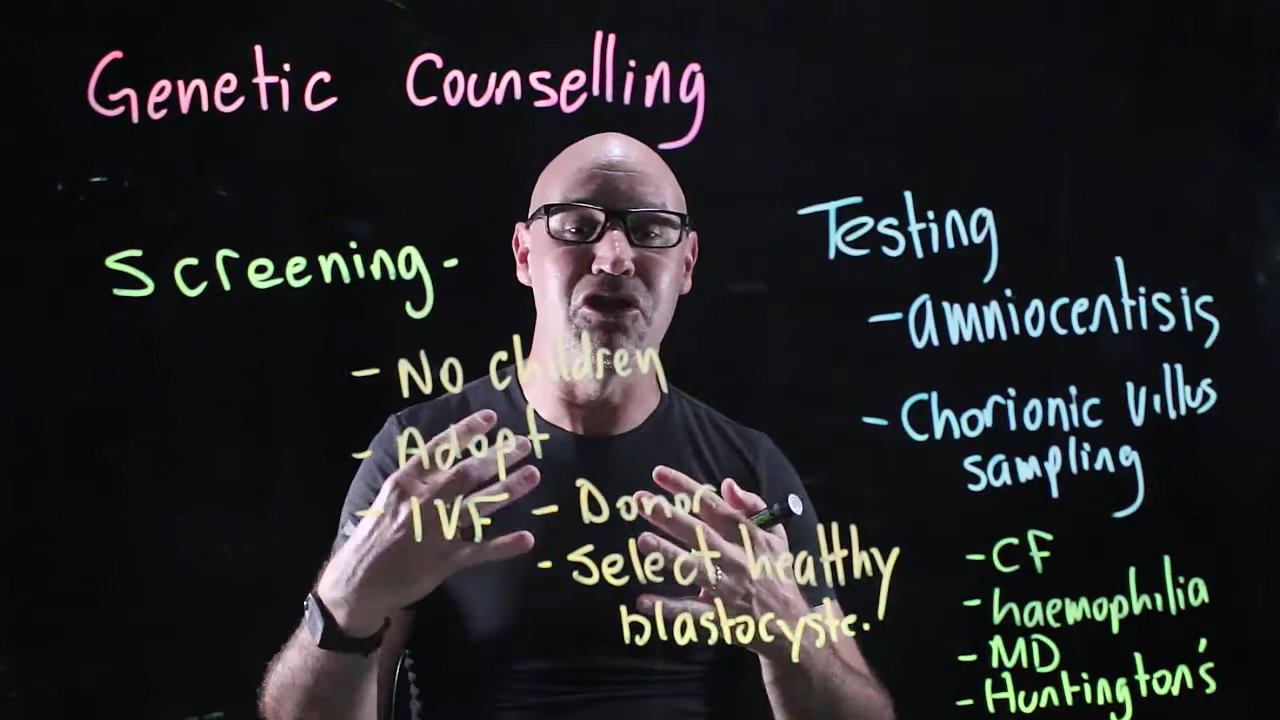 Genetic Counselling
Screening-
- No children
- Adopt
- IVF - Donor
- Select healthy
blastocyste.
Testing
- amniocentisis
- Chorionic villus
sampling
- CF
- haemophilia
- MD
- Huntington's